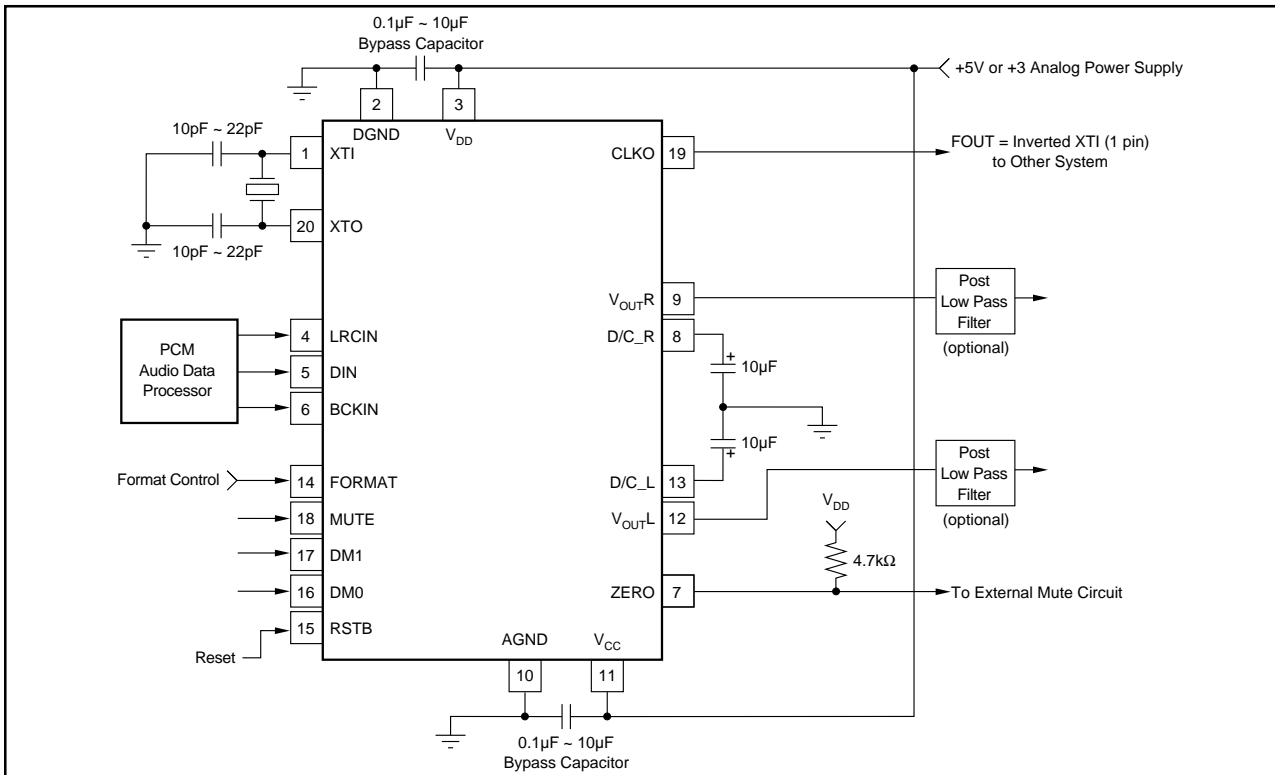 0.1µF ~ 10µF
Bypass Capacitor
+5V or +3 Analog Power Supply
2
3
DGND
VDD
10pF ~ 22pF
1
XTI
CLKO
19
FOUT = Inverted XTI (1 pin)
to Other System
20
XTO
10pF ~ 22pF
VOUTR
9
Post
Low Pass
Filter
(optional)
D/C_R
8
+
10µF
PCM
Audio Data
Processor
4
LRCIN
5
DIN
6
BCKIN
10µF
+
Format Control
14
FORMAT
D/C_L
13
Post
Low Pass
Filter
(optional)
18
MUTE
VOUTL
12
VDD
17
DM1
4.7kΩ
16
DM0
ZERO
7
To External Mute Circuit
15
RSTB
Reset
AGND
VCC
10
11
0.1µF ~ 10µF
Bypass Capacitor